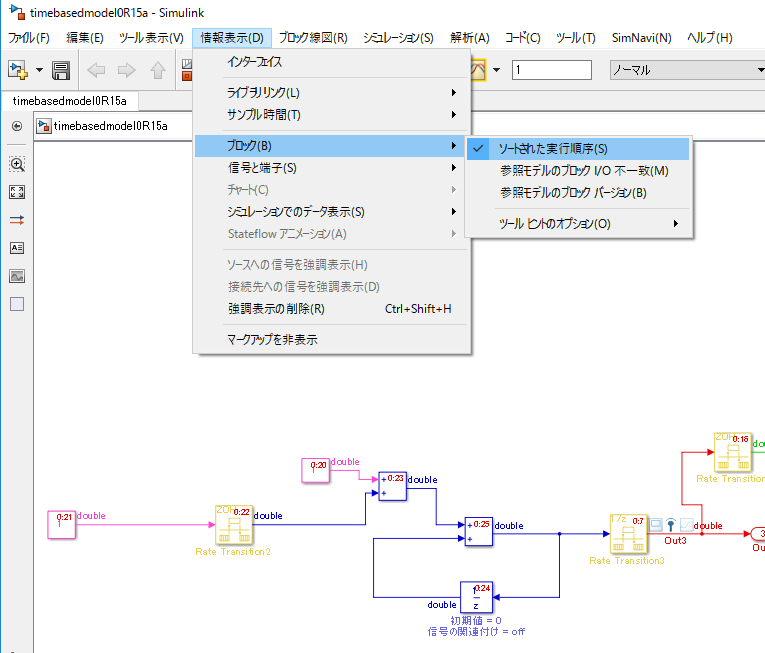 timebasedmodel0R15a - Simulink
ファイル(F) 編集(E) ツール表示(V) 情報表示(D) ブロック線図(R) シミュレーション(S) 解析(A) コード(C) ツール(T) SimNavi(N) ヘルプ(H)
1 ノーマル
timebasedmodel0R15a
timebasedmodel0R15a
インターフェイス
ライブラリ リンク(L)
サンプル時間(T)
ブロック(B)
信号と端子(S)
チャート(C)
シミュレーションでのデータ表示(S)
Stateflow アニメーション(A)
ソースへの信号を強調表示(H)
接続先への信号を強調表示(D)
強調表示の削除(R) Ctrl+Shift+H
マークアップを非表示
ソートされた実行順序(S)
参照モデルのブロック I/O 不一致(M)
参照モデルのブロック バージョン(B)
ツール ヒントのオプション(O)
ZOH 0:18
Rate Transition
0:20 double
0:23 double
0:21 double
ZOH 0:22 double
Rate Transition2
0:25 double
1/z 0:7 double
Out3
Rate Transition3
3
0:24
1
z
double
初期値 = 0
信号の関連付け = off